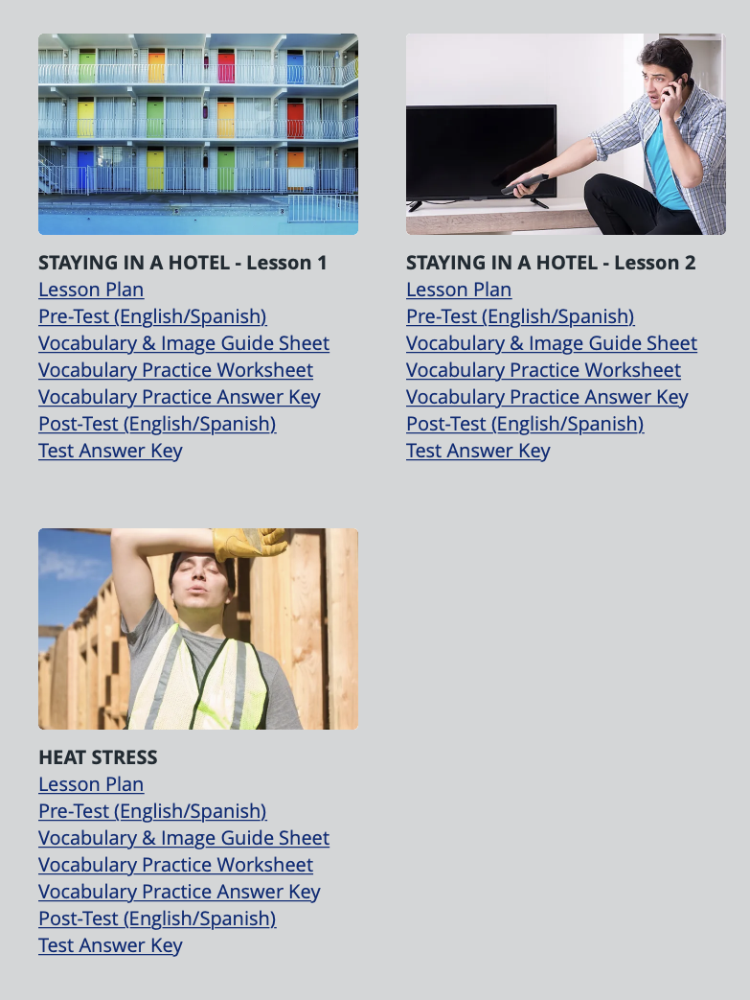 STAYING IN A HOTEL - Lesson 1
Lesson Plan
Pre-Test (English/Spanish)
Vocabulary & Image Guide Sheet
Vocabulary Practice Worksheet
Vocabulary Practice Answer Key
Post-Test (English/Spanish)
Test Answer Key
STAYING IN A HOTEL - Lesson 2
Lesson Plan
Pre-Test (English/Spanish)
Vocabulary & Image Guide Sheet
Vocabulary Practice Worksheet
Vocabulary Practice Answer Key
Post-Test (English/Spanish)
Test Answer Key
HEAT STRESS
Lesson Plan
Pre-Test (English/Spanish)
Vocabulary & Image Guide Sheet
Vocabulary Practice Worksheet
Vocabulary Practice Answer Key
Post-Test (English/Spanish)
Test Answer Key